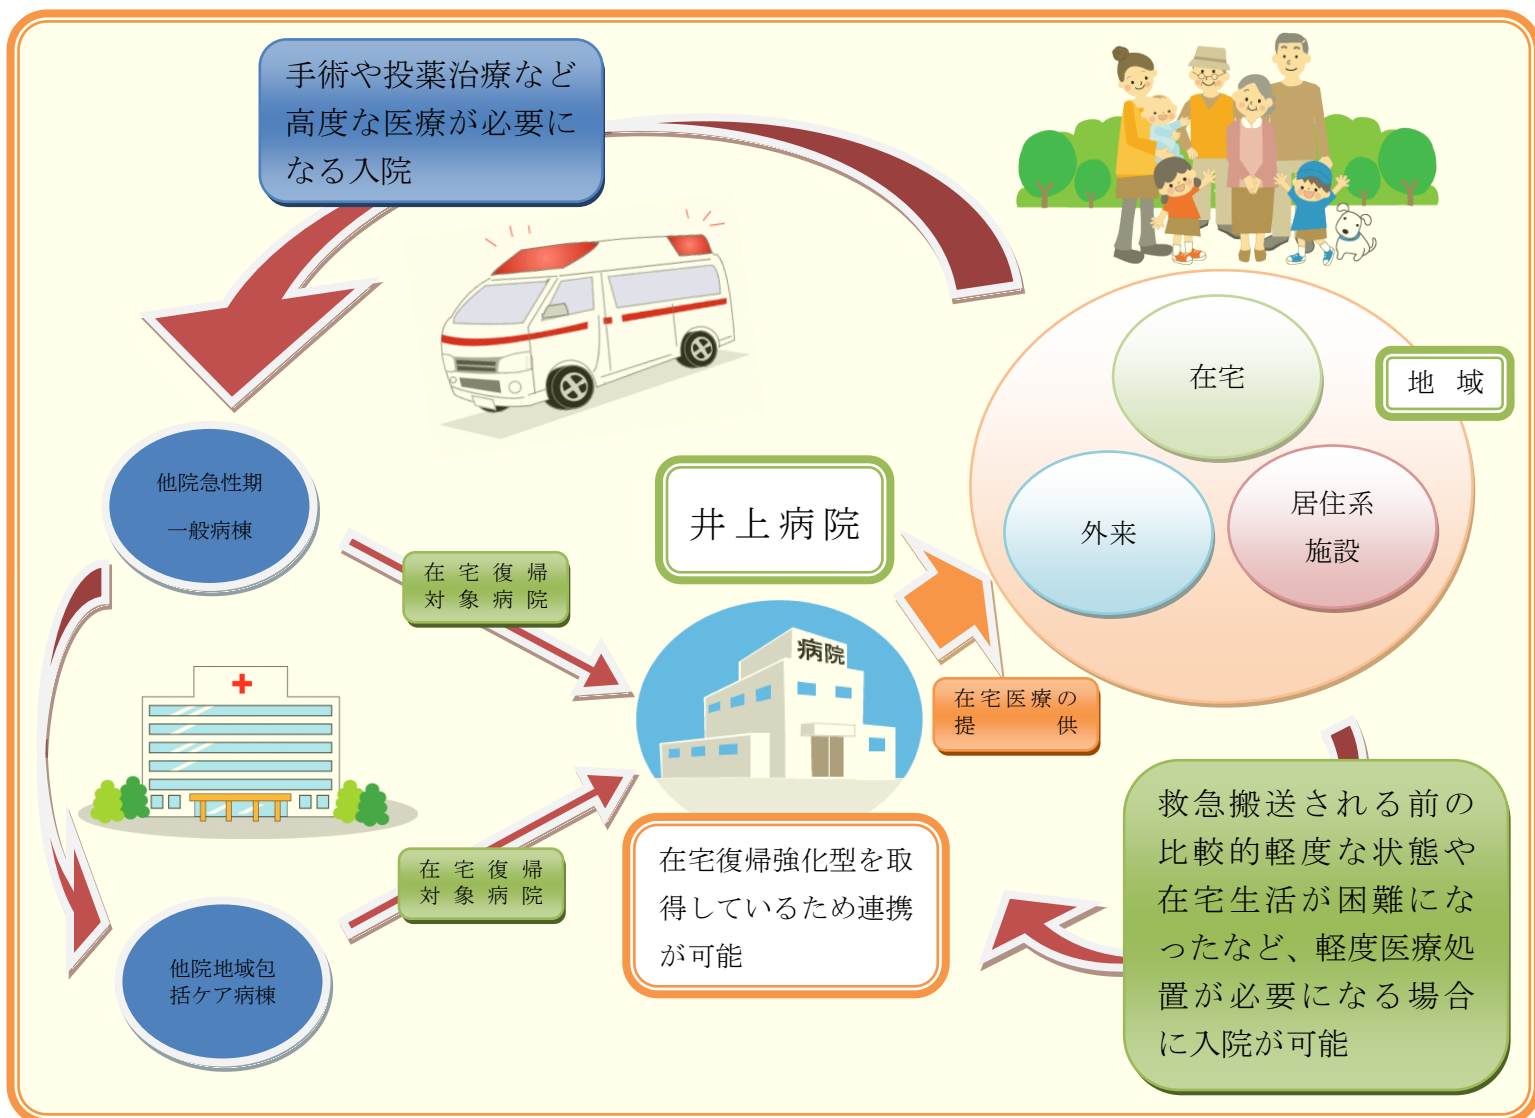 手術や投薬治療など
高度な医療が必要に
なる入院
在宅
地域
外来
居住系
施設
他院急性期
一般病棟
井上病院
在宅復帰
対象病院
病院
在宅医療の
提供
在宅復帰
対象病院
在宅復帰強化型を取
得しているため連携
が可能
救急搬送される前の
比較的軽度な状態や
在宅生活が困難にな
ったなど、軽度医療処
置が必要になる場合
に入院が可能
他院地域包
括ケア病棟